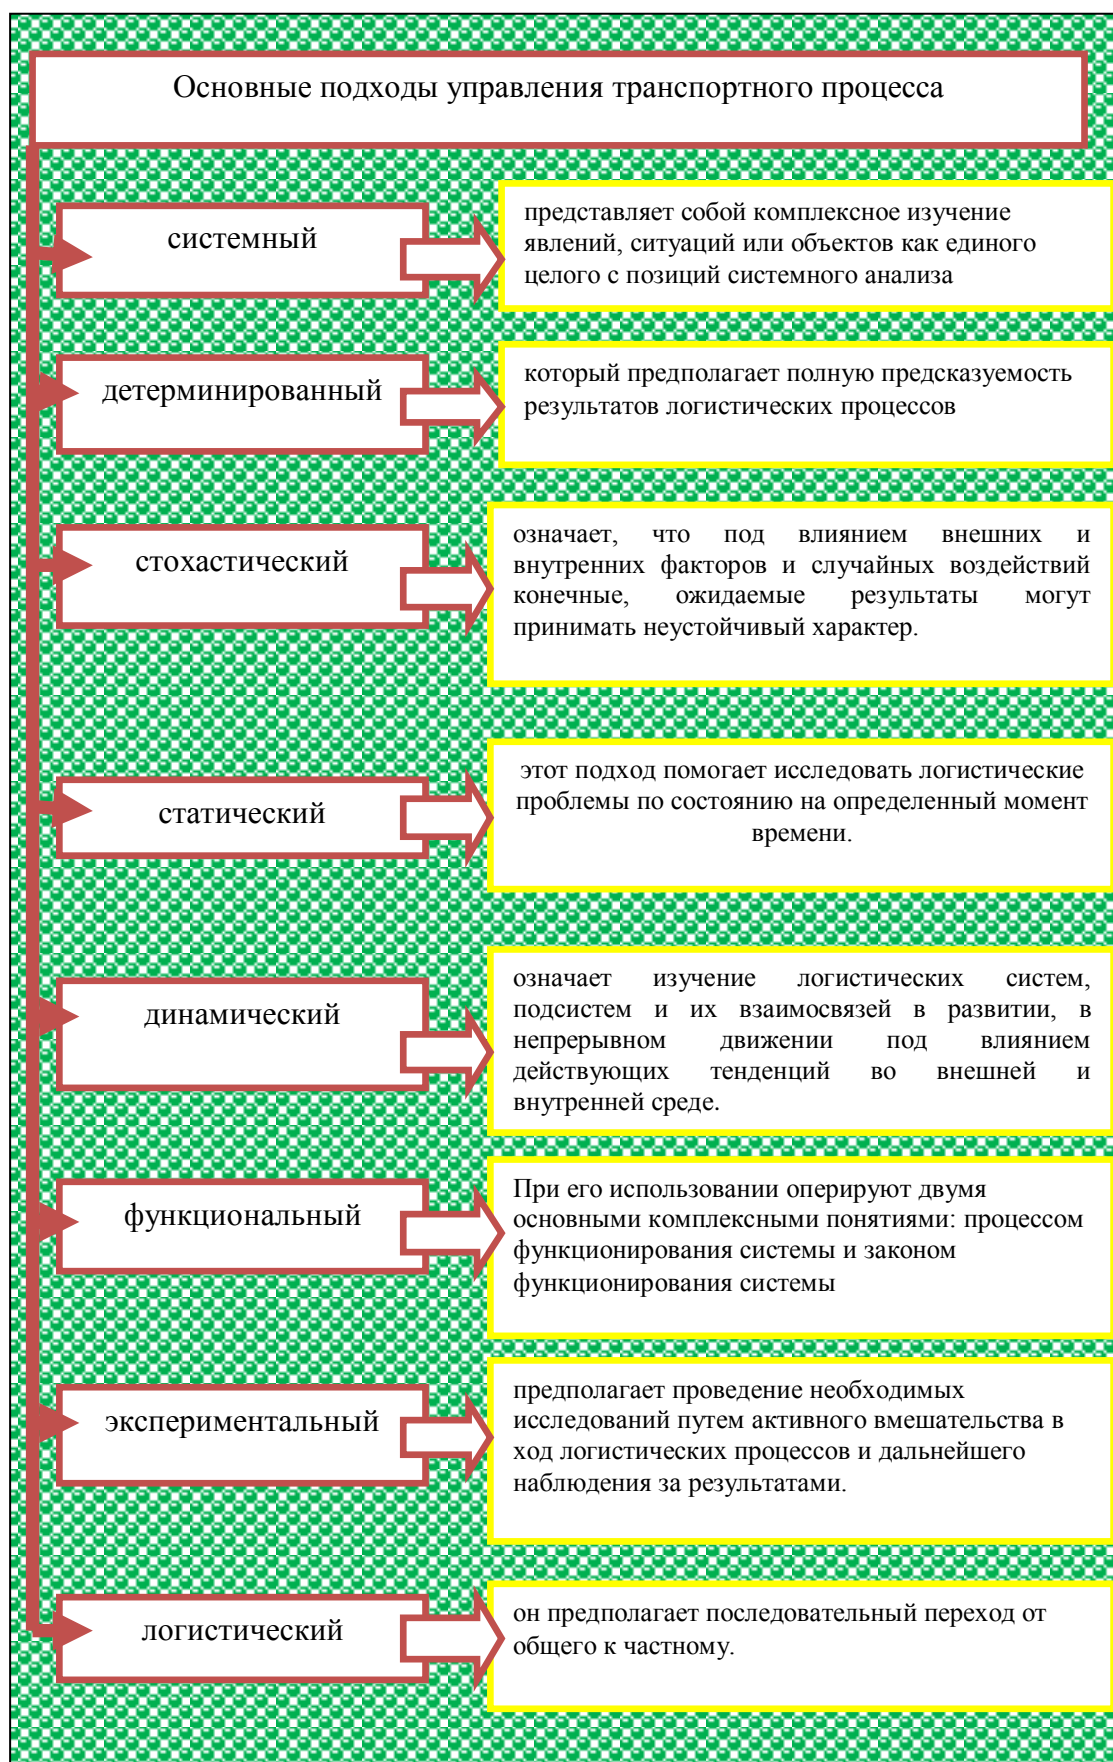 Основные подходы управления транспортного процесса
системный
представляет собой комплексное изучение
явлений, ситуаций или объектов как единого
целого с позиций системного анализа
детерминированный
который предполагает полную предсказуемость
результатов логистических процессов
стохастический
означает, что под влиянием внешних и
внутренних факторов и случайных воздействий
конечные, ожидаемые результаты могут
принимать неустойчивый характер.
статический
этот подход помогает исследовать логистические
проблемы по состоянию на определенный момент
времени.
динамический
означает изучение логистических систем,
подсистем и их взаимосвязей в развитии, в
непрерывном движении под влиянием
действующих тенденций во внешней и
внутренней среде.
функциональный
При его использовании оперируют двумя
основными комплексными понятиями: процессом
функционирования системы и законом
функционирования системы
экспериментальный
предполагает проведение необходимых
исследований путем активного вмешательства в
ход логистических процессов и дальнейшего
наблюдения за результатами.
логистический
он предполагает последовательный переход от
общего к частному.